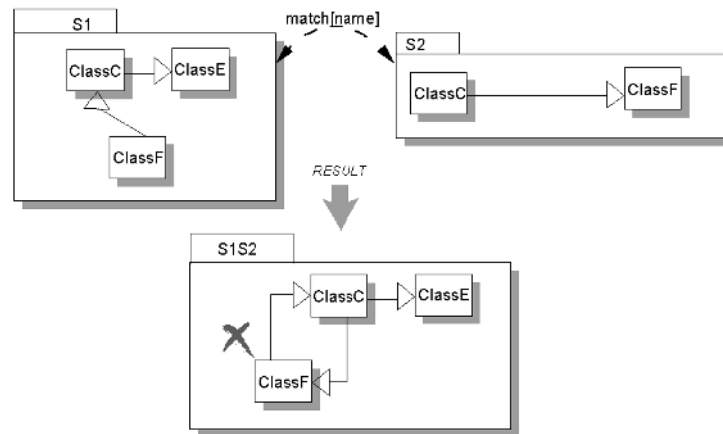 S1
match[name]
S2
ClassC
ClassE
ClassF
ClassC
ClassF
RESULT
S1S2
ClassC
ClassE
ClassF